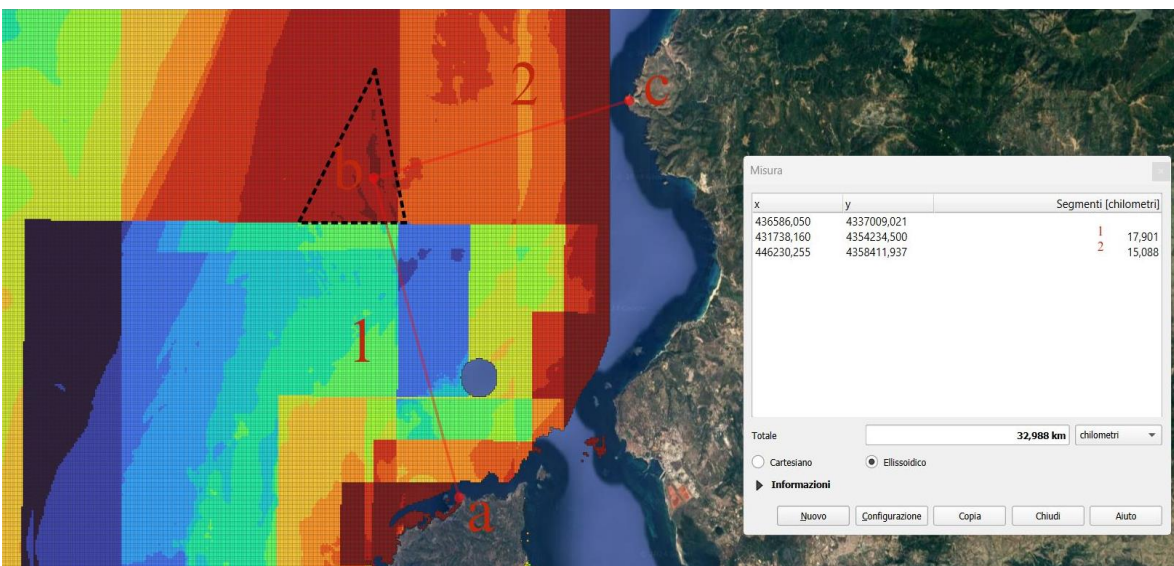 2
c
b
1
a
Misura
x y Segmenti [chilometri]
436586,050 4337009,021
1
431738,160 4354234,500 17,901
2
446230,255 4358411,937 15,088
Totale 32,988 km chilometri
Cartesiano Ellissoidico
Informazioni
Nuovo Configurazione Copia Chiudi Aiuto